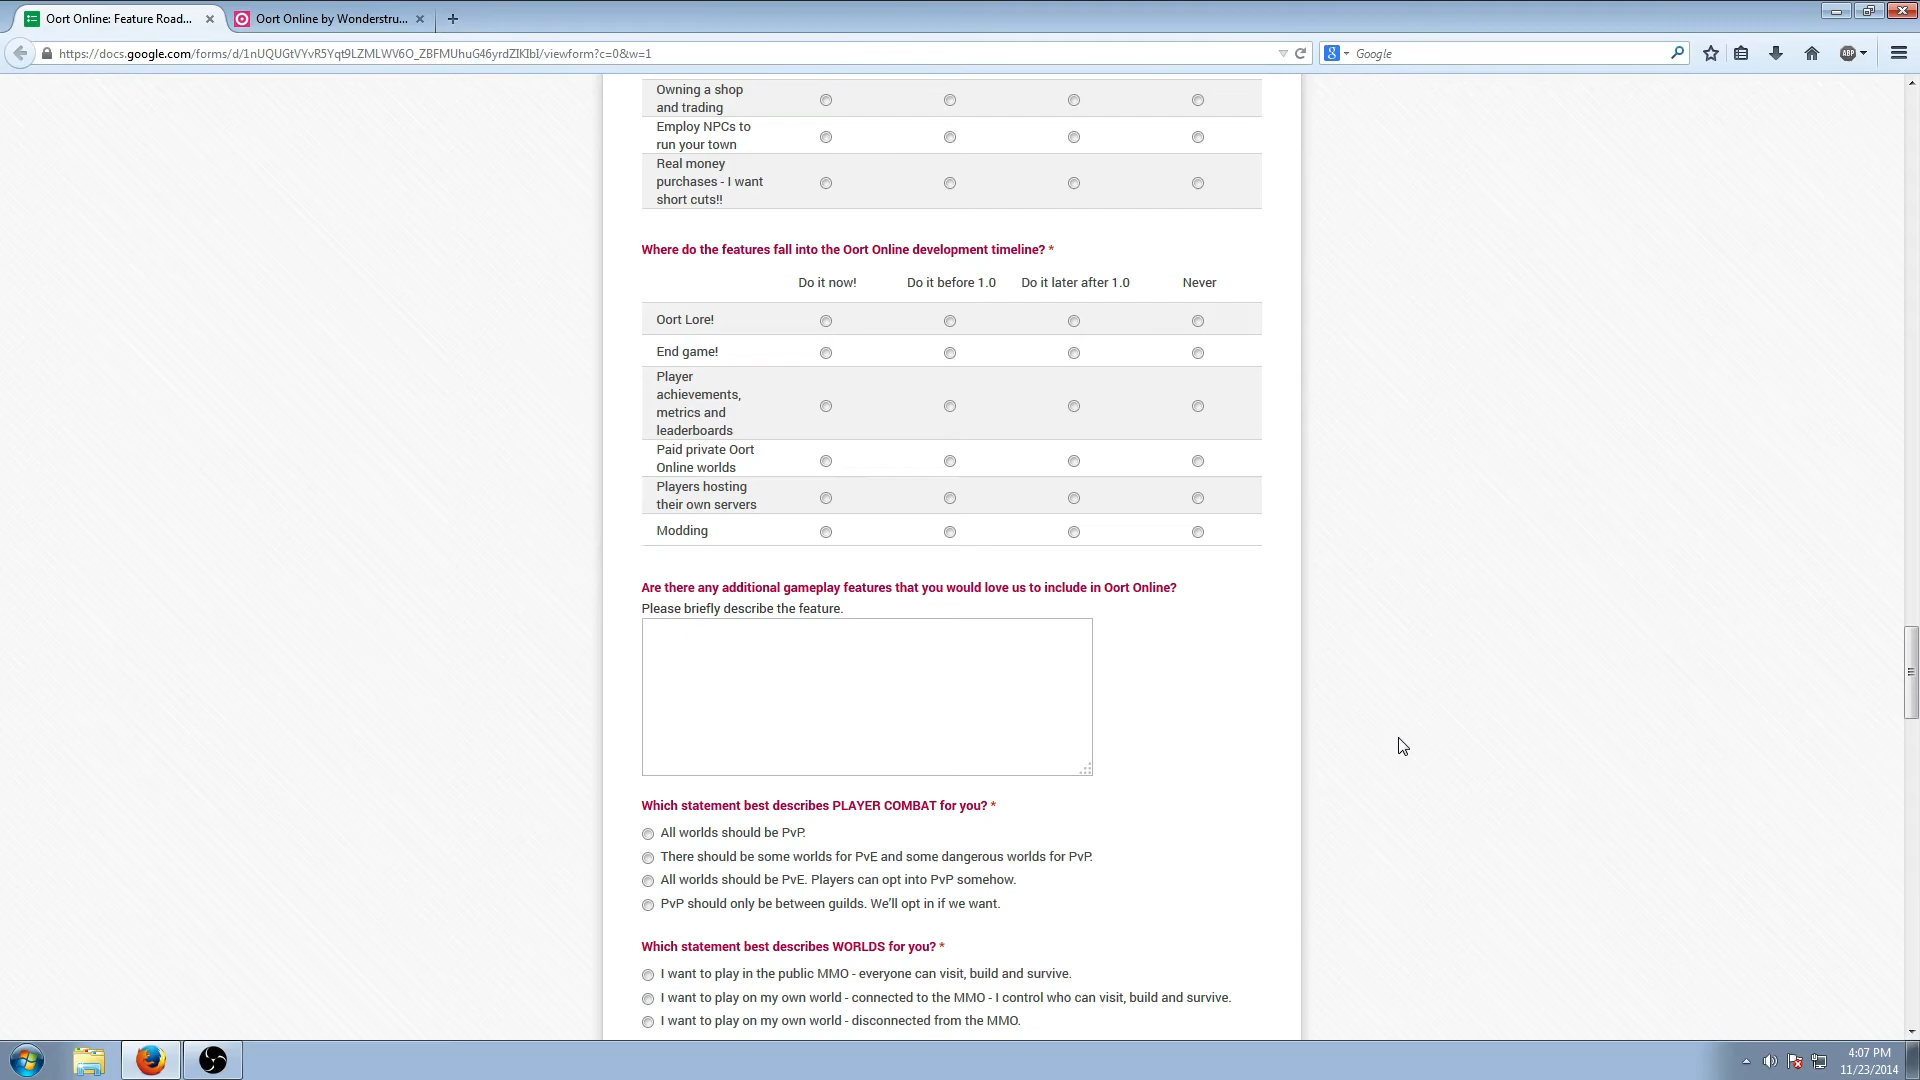 Oort Online: Feature Road...
Oort Online by Wonderstru...
https://docs.google.com/forms/d/1nUQUGtVYvR5Yqt9LZMLWV6O_ZBFMUhuG46yrdZIKIbI/viewform?c=0&w=1
Google
ABP
Owning a shop
and trading
Employ NPCs to
run your town
Real money
purchases - I want
short cuts!!
Where do the features fall into the Oort Online development timeline? *
Do it now! Do it before 1.0 Do it later after 1.0 Never
Oort Lore!
End game!
Player
achievements,
metrics and
leaderboards
Paid private Oort
Online worlds
Players hosting
their own servers
Modding
Are there any additional gameplay features that you would love us to include in Oort Online?
Please briefly describe the feature.
Which statement best describes PLAYER COMBAT for you? *
All worlds should be PvP.
There should be some worlds for PvE and some dangerous worlds for PvP.
All worlds should be PvE. Players can opt into PvP somehow.
PvP should only be between guilds. We'll opt in if we want.
Which statement best describes WORLDS for you? *
I want to play in the public MMO - everyone can visit, build and survive.
I want to play on my own world - connected to the MMO - I control who can visit, build and survive.
I want to play on my own world - disconnected from the MMO.
4:07 PM
11/23/2014